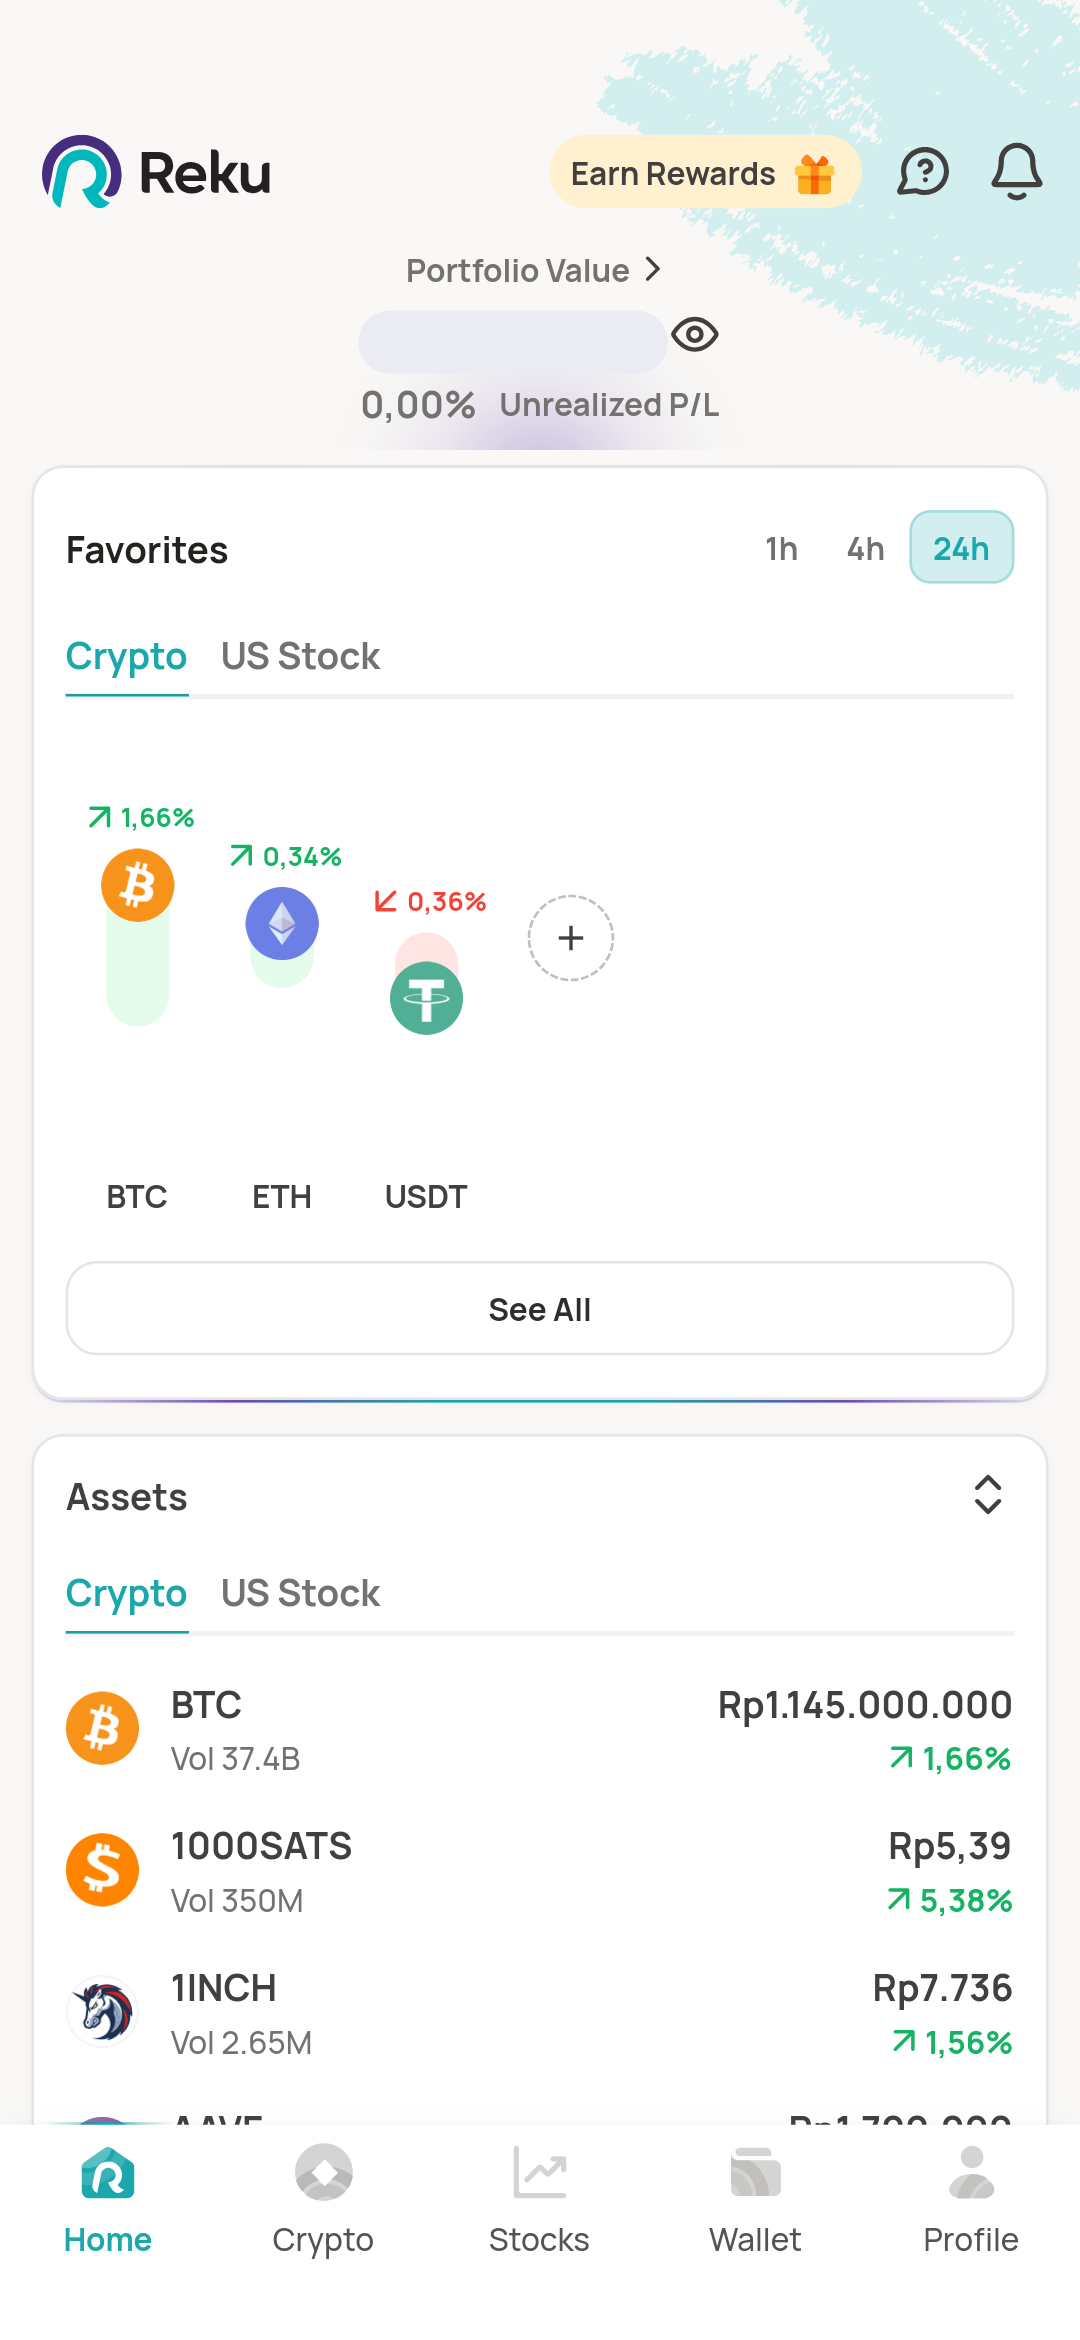 Reku
Earn Rewards
Portfolio Value
0,00% Unrealized P/L
Favorites
1h 4h 24h
Crypto US Stock
1,66%
0,34%
0,36%
BTC ETH USDT
See All
Assets
Crypto US Stock
BTC Rp1.145.000.000
Vol 37.4B 1,66%
1000SATS Rp5,39
Vol 350M 5,38%
1INCH Rp7.736
Vol 2.65M 1,56%
AAVE
Home Crypto Stocks Wallet Profile